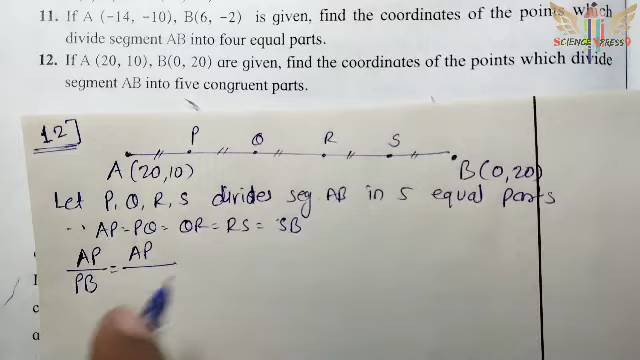 11. If A (−14, −10), B(6, −2) is given, find the coordinates of the points which
divide segment AB into four equal parts.
SCIENCE XPRESS
12. If A (20, 10), B(0, 20) are given, find the coordinates of the points which divide
segment AB into five congruent parts.
12]
P Q R S
A (20,10) B(0,20)
Let P, Q, R, S divides seg AB in 5 equal parts
∴ AP = PQ = QR = RS = SB
AP/PB = AP/